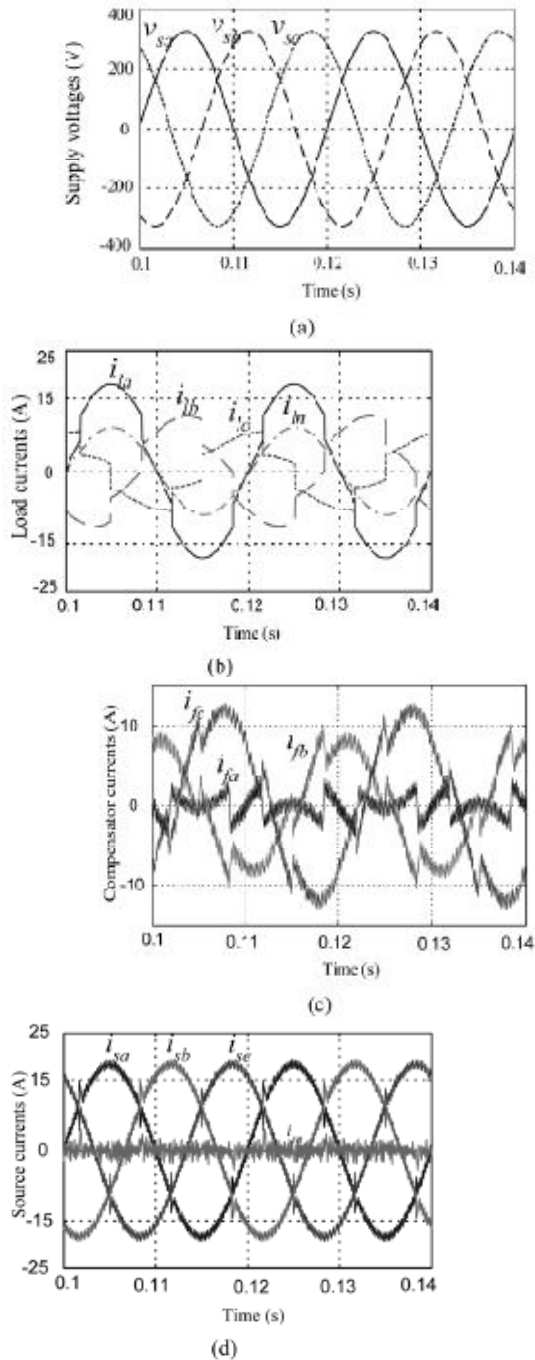 400
200
0
-200
-400
Supply voltages (V)
v_sa
v_sb
v_sc
0.1
0.11
0.12
0.13
0.14
Time (s)
(a)
25
15
0
-15
-25
Load currents (A)
i_la
i_lb
i_lc
i_ln
0.1
0.11
0.12
0.13
0.14
Time (s)
(b)
10
0
-10
Compensator currents (A)
i_fc
i_fa
i_fb
0.1
0.11
0.12
0.13
0.14
Time (s)
(c)
25
15
0
-15
-25
Source currents (A)
i_sa
i_sb
i_se
0.1
0.11
0.12
0.13
0.14
Time (s)
(d)